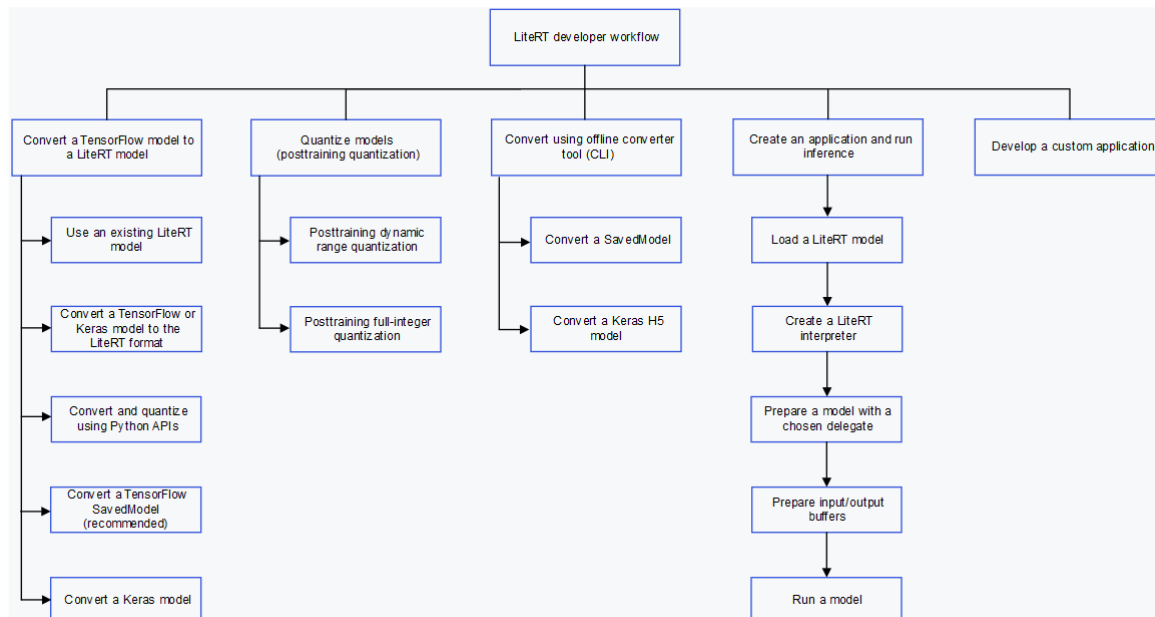 LiteRT developer workflow
Convert a TensorFlow model to
a LiteRT model
Quantize models
(posttraining quantization)
Convert using offline converter
tool (CLI)
Create an application and run
inference
Develop a custom application
Use an existing LiteRT
model
Convert a TensorFlow or
Keras model to the
LiteRT format
Convert and quantize
using Python APIs
Convert a TensorFlow
SavedModel
(recommended)
Convert a Keras model
Posttraining dynamic
range quantization
Posttraining full-integer
quantization
Convert a SavedModel
Convert a Keras H5
model
Load a LiteRT model
Create a LiteRT
interpreter
Prepare a model with a
chosen delegate
Prepare input/output
buffers
Run a model